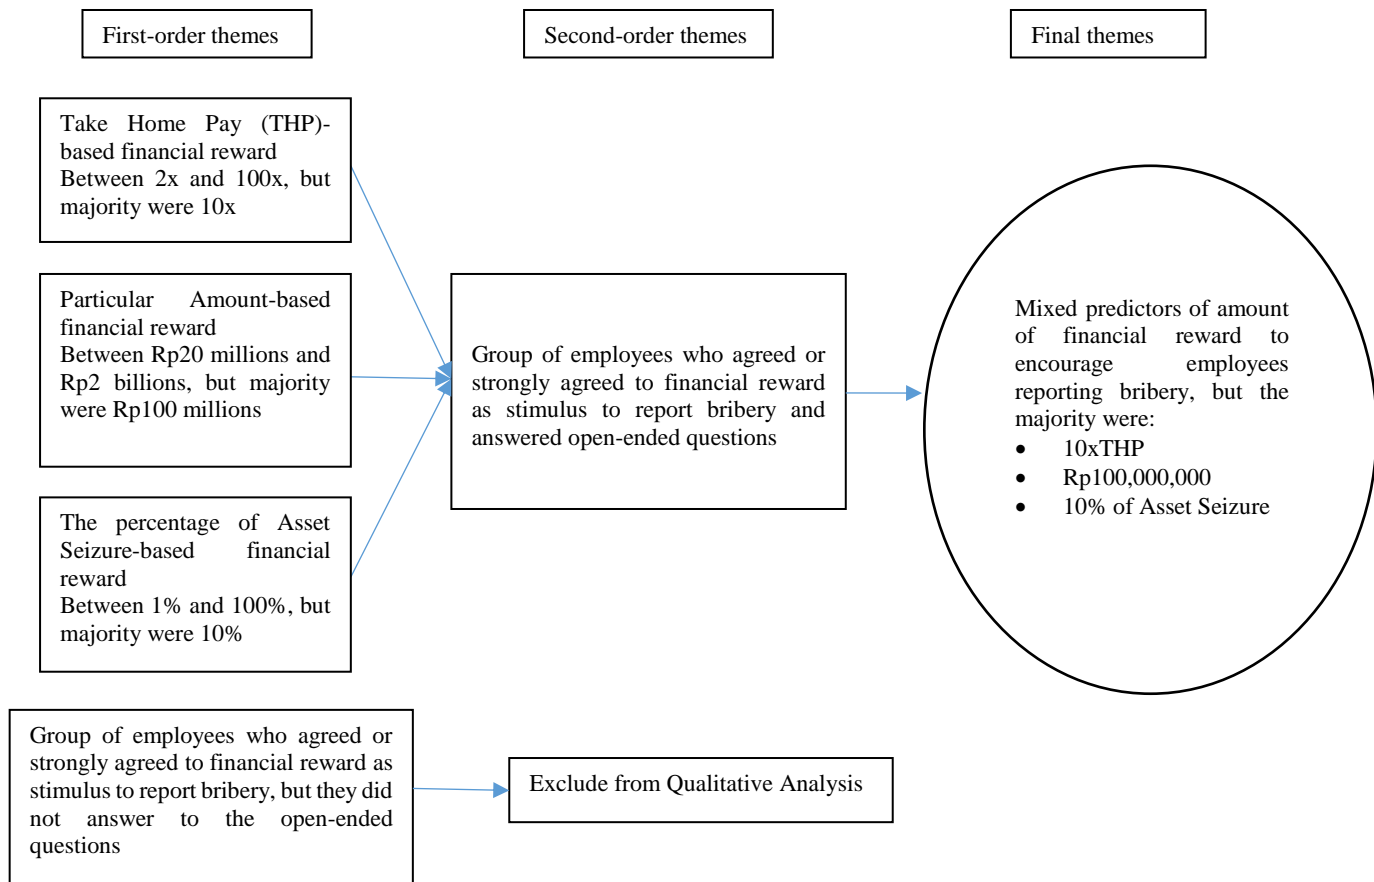 First-order themes
Second-order themes
Final themes
Take Home Pay (THP)-
based financial reward
Between 2x and 100x, but
majority were 10x
Particular Amount-based
financial reward
Between Rp20 millions and
Rp2 billions, but majority
were Rp100 millions
The percentage of Asset
Seizure-based financial
reward
Between 1% and 100%, but
majority were 10%
Group of employees who agreed or
strongly agreed to financial reward
as stimulus to report bribery and
answered open-ended questions
Mixed predictors of amount
of financial reward to
encourage employees
reporting bribery, but the
majority were:
• 10xTHP
• Rp100,000,000
• 10% of Asset Seizure
Group of employees who agreed or
strongly agreed to financial reward as
stimulus to report bribery, but they did
not answer to the open-ended
questions
Exclude from Qualitative Analysis